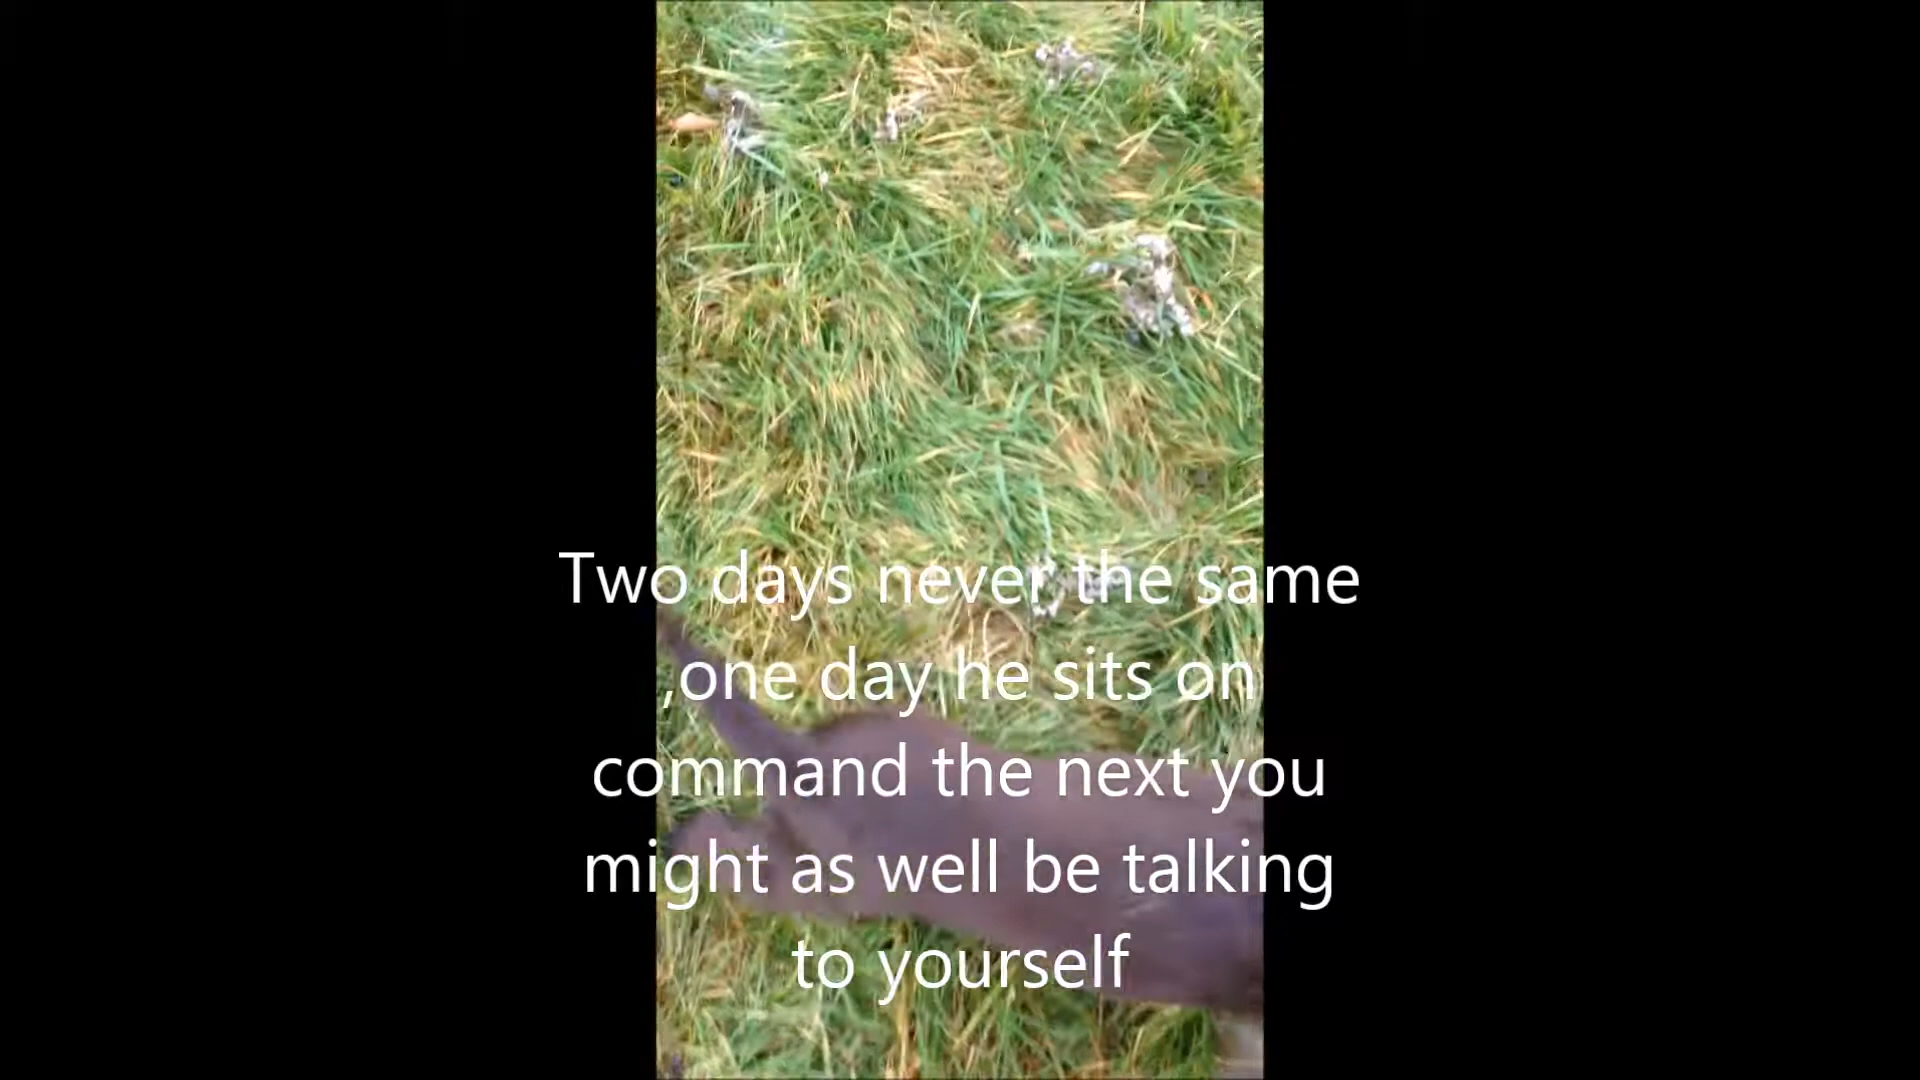 Two days never the same
,one day he sits on
command the next you
might as well be talking
to yourself